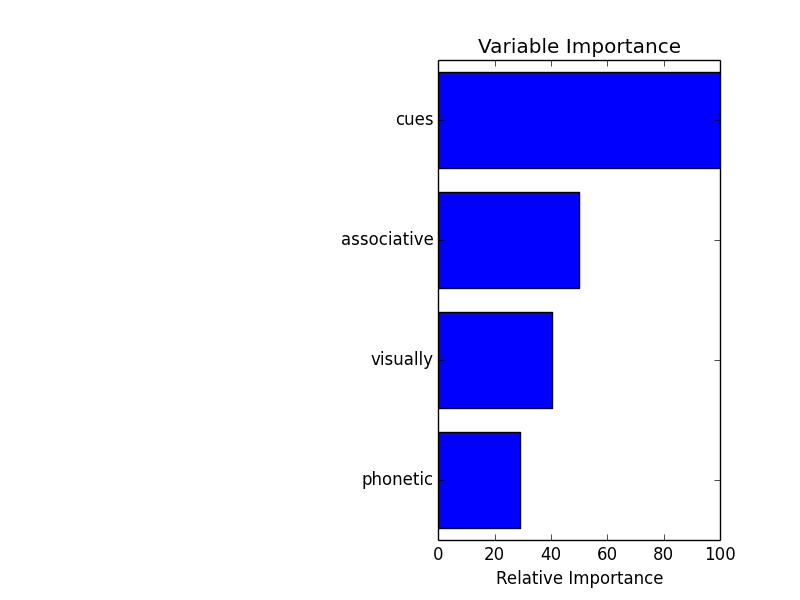 Variable Importance
cues
associative
visually
phonetic
0 20 40 60 80 100
Relative Importance